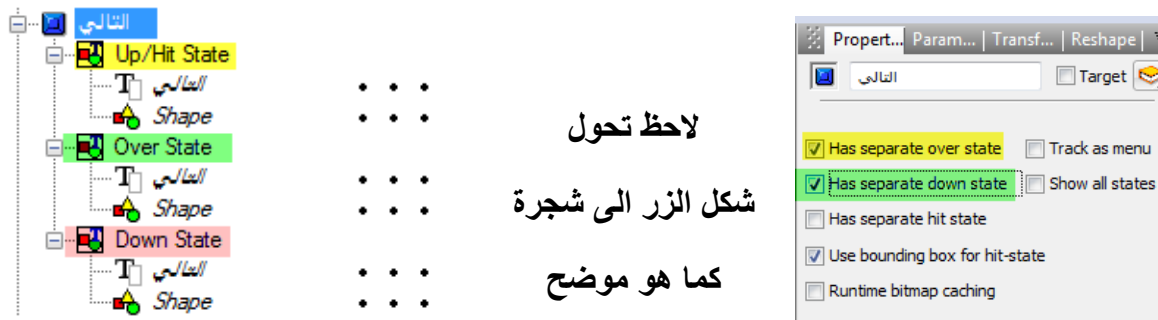 التالي
Up/Hit State
التالي
Shape
Over State
التالي
Shape
Down State
التالي
Shape
لاحظ تحول
شكل الزر الى شجرة
كما هو موضح
Propert... Param... | Transf... | Reshape |
التالي Target
Has separate over state Track as menu
Has separate down state Show all states
Has separate hit state
Use bounding box for hit-state
Runtime bitmap caching